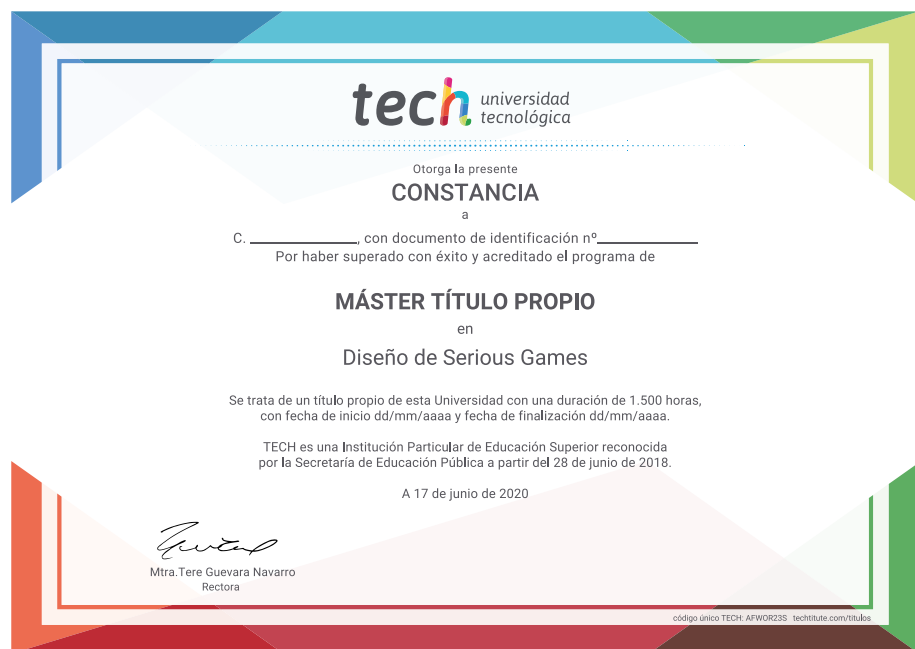 tech universidad
tecnológica
Otorga la presente
CONSTANCIA
a
C. ______________, con documento de identificación nº______________
Por haber superado con éxito y acreditado el programa de
MÁSTER TÍTULO PROPIO
en
Diseño de Serious Games
Se trata de un título propio de esta Universidad con una duración de 1.500 horas,
con fecha de inicio dd/mm/aaaa y fecha de finalización dd/mm/aaaa.
TECH es una Institución Particular de Educación Superior reconocida
por la Secretaría de Educación Pública a partir del 28 de junio de 2018.
A 17 de junio de 2020
Mtra.Tere Guevara Navarro
Rectora
código único TECH: AFWOR23S techtitute.com/titulos